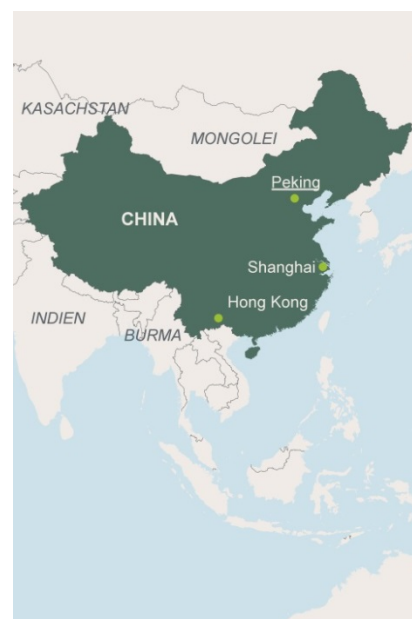 KASACHSTAN
MONGOLEI
Peking
CHINA
Shanghai
Hong Kong
INDIEN
BURMA